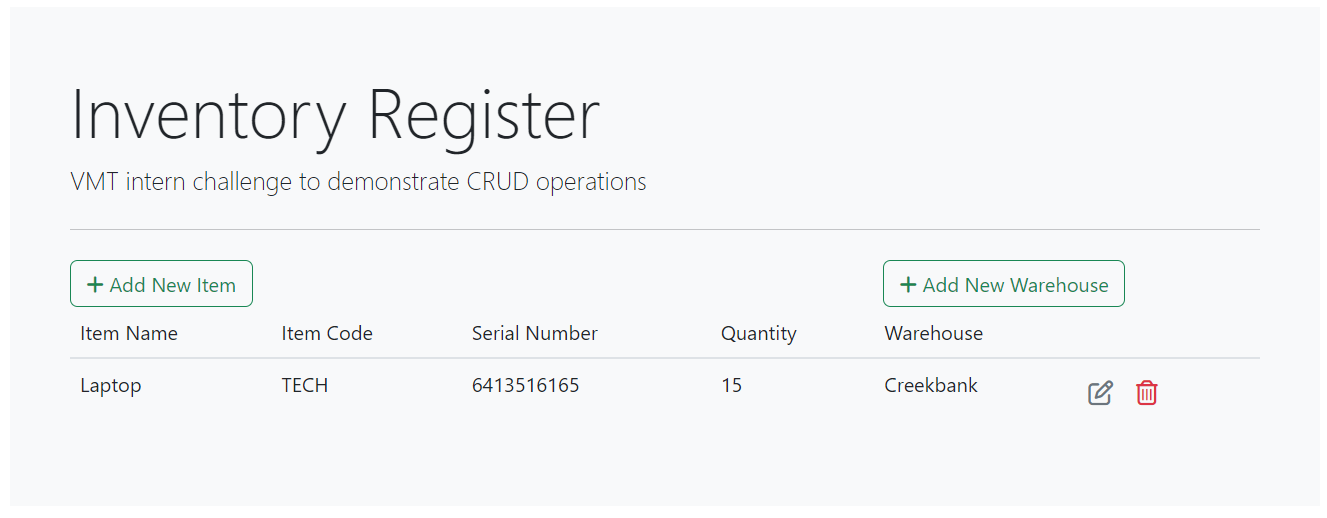 Inventory Register
VMT intern challenge to demonstrate CRUD operations
Add New Item Add New Warehouse
Item Name Item Code Serial Number Quantity Warehouse
Laptop TECH 6413516165 15 Creekbank